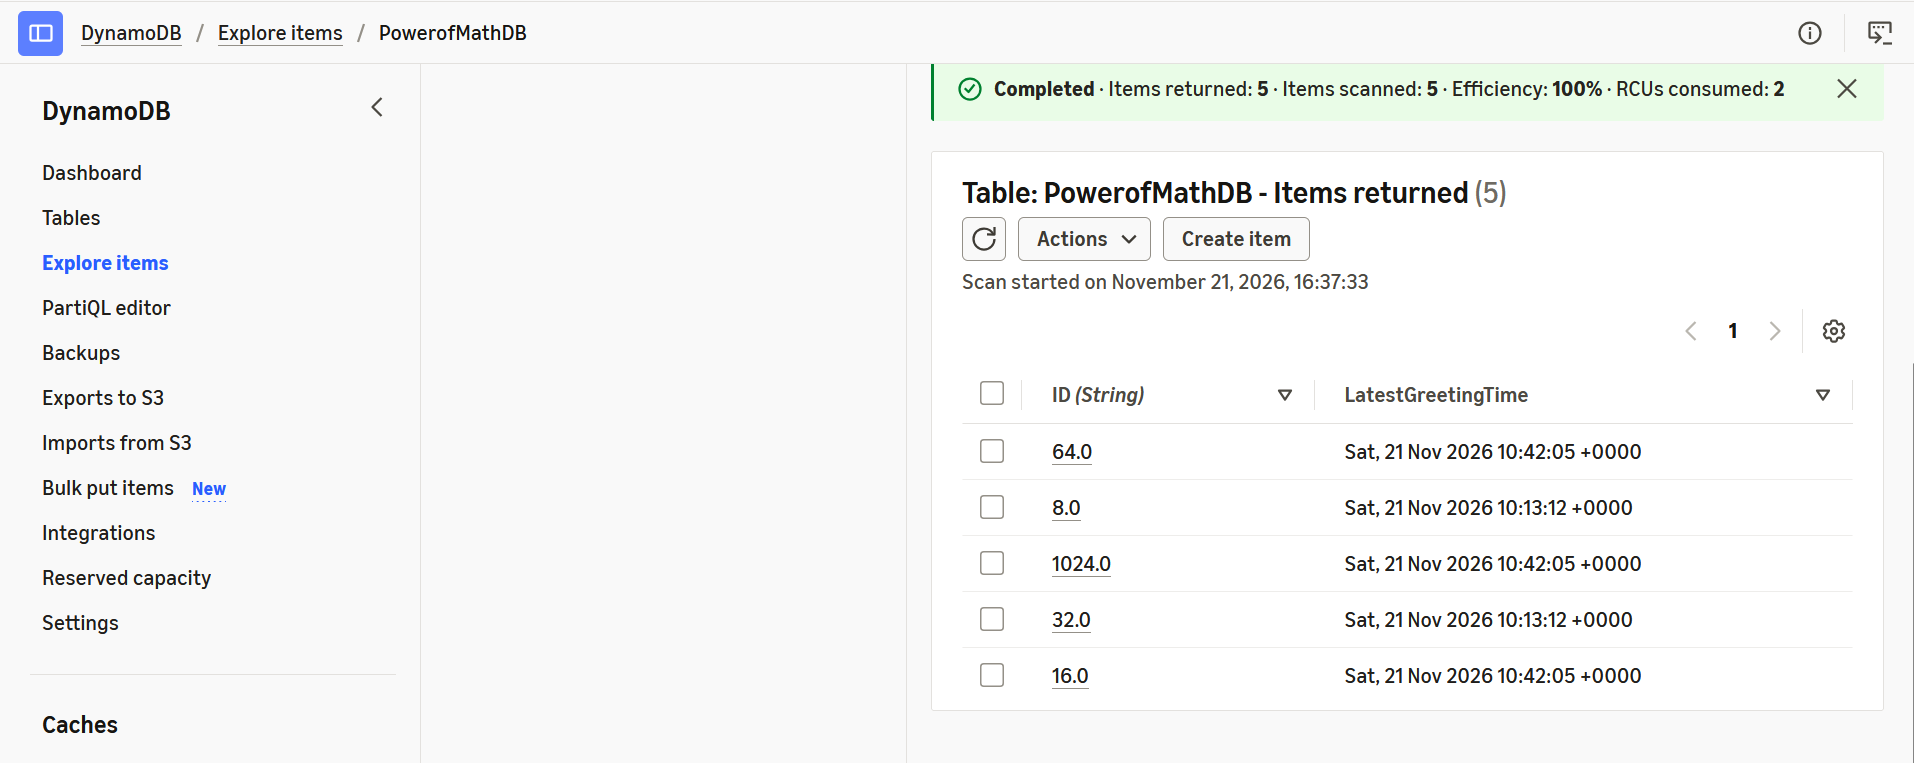 DynamoDB / Explore items / PowerofMathDB
DynamoDB
Dashboard
Tables
Explore items
PartiQL editor
Backups
Exports to S3
Imports from S3
Bulk put items New
Integrations
Reserved capacity
Settings
Caches
Completed · Items returned: 5 · Items scanned: 5 · Efficiency: 100% · RCUs consumed: 2
Table: PowerofMathDB - Items returned (5)
Actions Create item
Scan started on November 21, 2026, 16:37:33
1
ID (String) LatestGreetingTime
64.0 Sat, 21 Nov 2026 10:42:05 +0000
8.0 Sat, 21 Nov 2026 10:13:12 +0000
1024.0 Sat, 21 Nov 2026 10:42:05 +0000
32.0 Sat, 21 Nov 2026 10:13:12 +0000
16.0 Sat, 21 Nov 2026 10:42:05 +0000